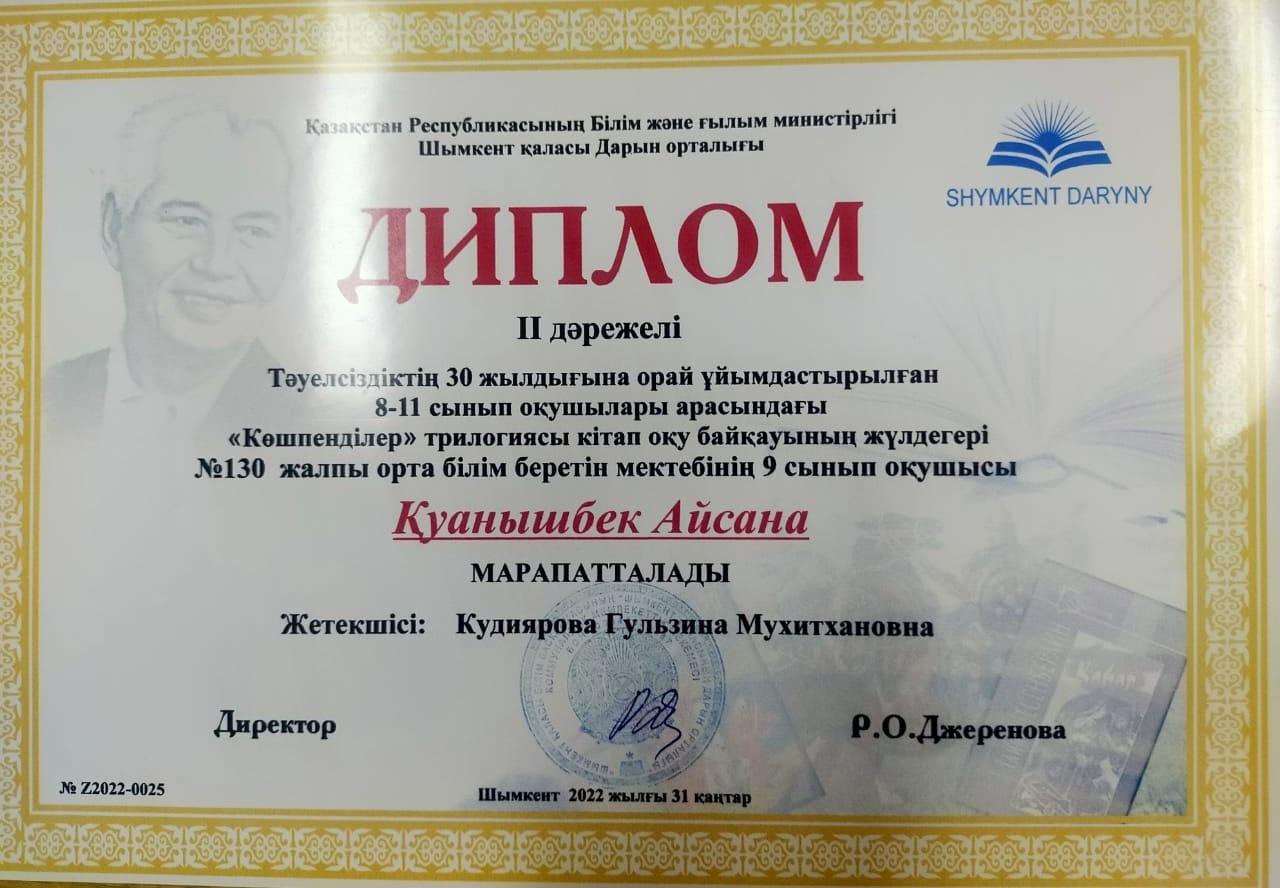 Қазақстан Республикасының Білім және ғылым министірлігі
Шымкент қаласы Дарын орталығы
SHYMKENT DARYNY
ДИПЛОМ
II дәрежелі
Тәуелсіздіктің 30 жылдығына орай ұйымдастырылған
8-11 сынып оқушылары арасындағы
«Көшпенділер» трилогиясы кітап оқу байқауының жүлдегері
№130 жалпы орта білім беретін мектебінің 9 сынып оқушысы
Қуанышбек Айсана
МАРАПАТТАЛАДЫ
Жетекшісі: Кудиярова Гульзина Мухитхановна
Директор
Р.О.Джеренова
№ Z2022-0025
Шымкент 2022 жылғы 31 қаңтар